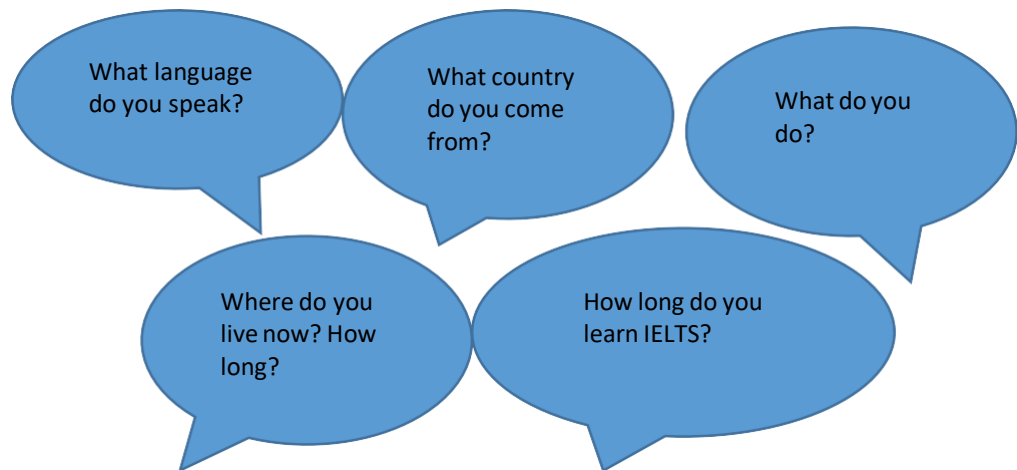 What language
do you speak?
What country
do you come
from?
What do you
do?
Where do you
live now? How
long?
How long do you
learn IELTS?